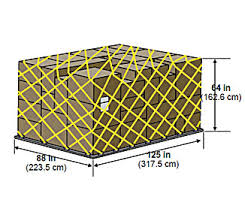 64 in
(162.6 cm)
88 in
(223.5 cm)
125 in
(317.5 cm)